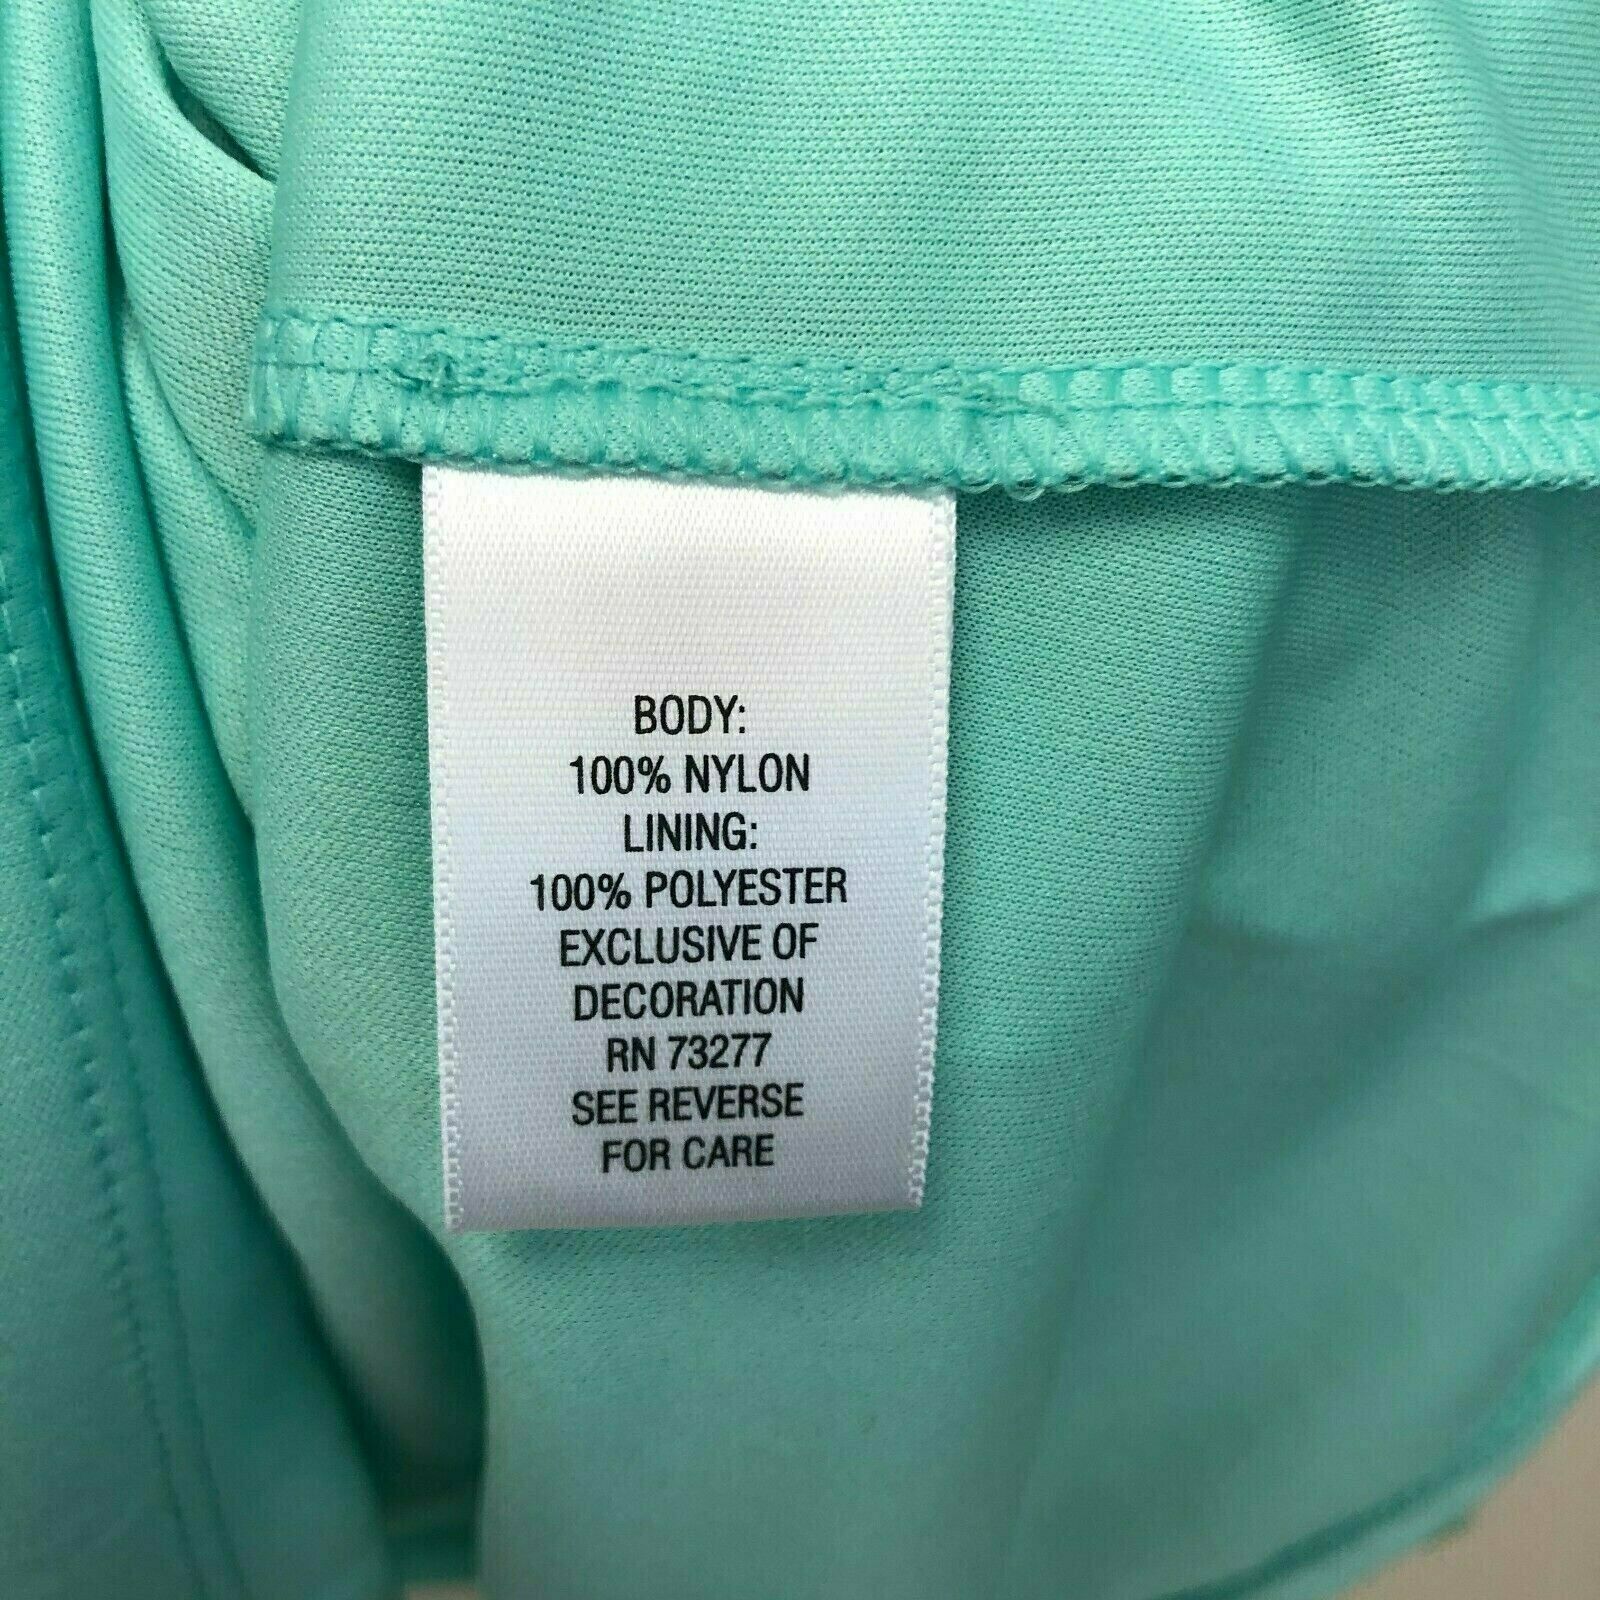 BODY:
100% NYLON
LINING:
100% POLYESTER
EXCLUSIVE OF
DECORATION
RN 73277
SEE REVERSE
FOR CARE